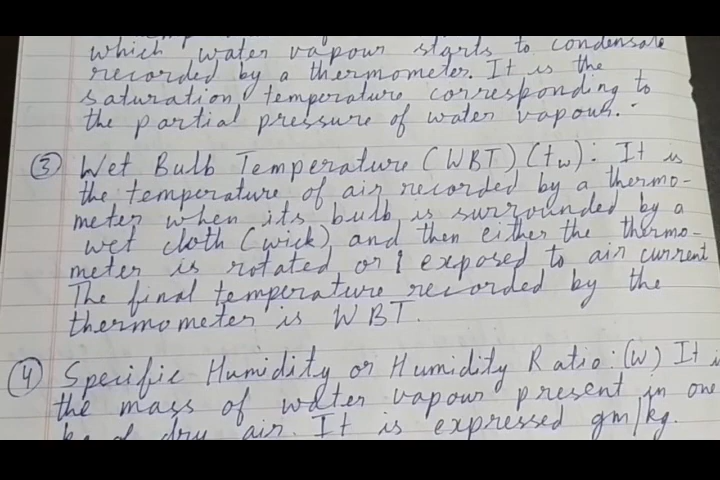 which water vapour starts to condensate
recorded by a thermometer. It is the
saturation temperature corresponding to
the partial pressure of water vapour.
③ Wet Bulb Temperature (WBT) (tw): It is
the temperature of air recorded by a thermo-
meter when its bulb is surrounded by a
wet cloth (wick) and then either the thermo-
meter is rotated or exposed to air current
The final temperature recorded by the
thermometer is WBT.
④ Specific Humidity or Humidity Ratio: (W) It is
the mass of water vapour present in one
kg of dry air. It is expressed gm/kg.